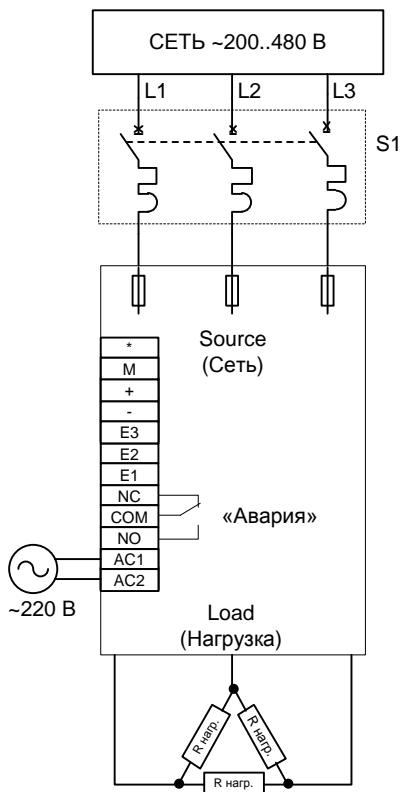 СЕТЬ ~200..480 В
L1 L2 L3
S1
Source
(Сеть)
*
M
+
-
E3
E2
E1
NC
COM
NO
AC1
AC2
«Авария»
~220 В
Load
(Нагрузка)
R нагр.
R нагр.
R нагр.